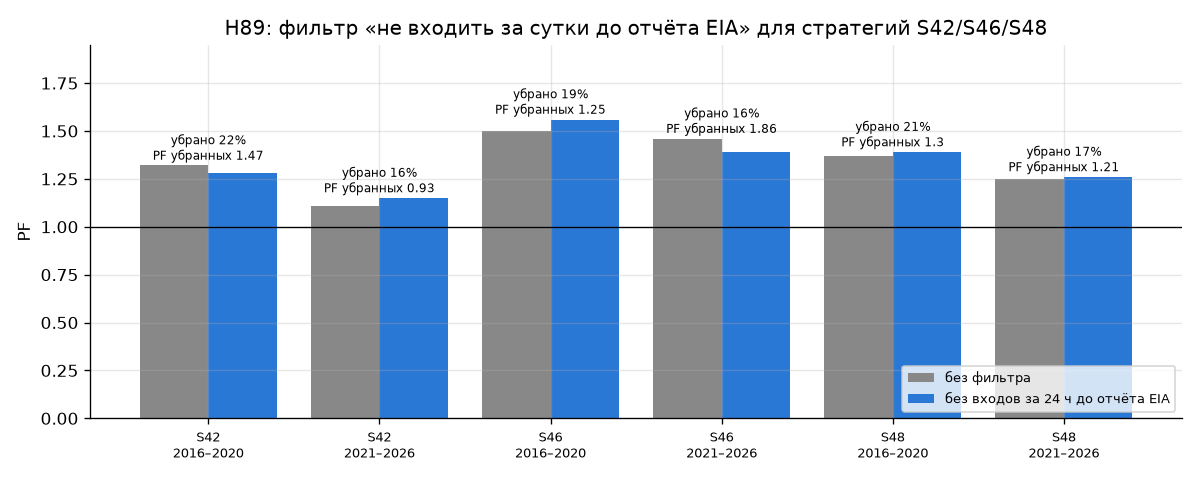 H89: фильтр «не входить за сутки до отчёта EIA» для стратегий S42/S46/S48
PF
1.75
1.50
1.25
1.00
0.75
0.50
0.25
0.00
убрано 22%
PF убранных 1.47
убрано 16%
PF убранных 0.93
убрано 19%
PF убранных 1.25
убрано 16%
PF убранных 1.86
убрано 21%
PF убранных 1.3
убрано 17%
PF убранных 1.21
без фильтра
без входов за 24 ч до отчёта EIA
S42
2016–2020
S42
2021–2026
S46
2016–2020
S46
2021–2026
S48
2016–2020
S48
2021–2026